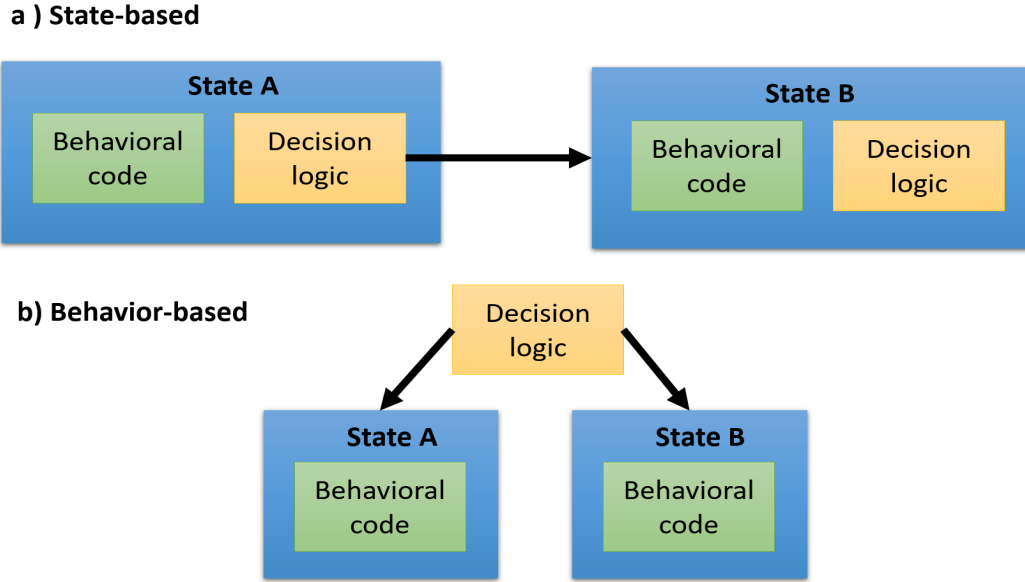 a ) State-based
State A
Behavioral
code
Decision
logic
State B
Behavioral
code
Decision
logic
b) Behavior-based
Decision
logic
State A
Behavioral
code
State B
Behavioral
code